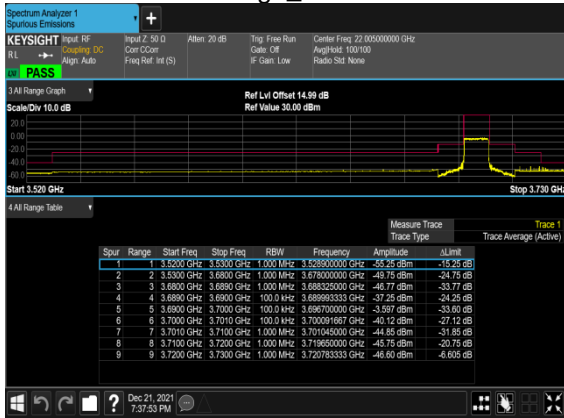 Spectrum Analyzer 1
Spurious Emissions
KEYSIGHT Input: RF Input Z: 50 Ω Atten: 20 dB Trig: Free Run Center Freq: 22.005000000 GHz
RL Coupling: DC Corr CCorr Gate: Off Avg|Hold: 100/100
Align: Auto Freq Ref: Int (S) IF Gain: Low Radio Std: None
PASS
3 All Range Graph Ref Lvl Offset 14.99 dB
Scale/Div 10.0 dB Ref Value 30.00 dBm
20.0
0.00
-20.0
-40.0
-60.0
Start 3.520 GHz Stop 3.730 GHz
4 All Range Table
Measure Trace Trace 1
Trace Type Trace Average (Active)
Spur Range Start Freq Stop Freq RBW Frequency Amplitude ΔLimit
1 1 3.5200 GHz 3.5300 GHz 1.000 MHz 3.528900000 GHz -55.25 dBm -15.25 dB
2 2 3.5300 GHz 3.6800 GHz 1.000 MHz 3.678000000 GHz -49.75 dBm -24.75 dB
3 3 3.6800 GHz 3.6890 GHz 1.000 MHz 3.688325000 GHz -46.77 dBm -33.77 dB
4 4 3.6890 GHz 3.6900 GHz 100.0 kHz 3.689993333 GHz -37.25 dBm -24.25 dB
5 5 3.6900 GHz 3.7000 GHz 100.0 kHz 3.696700000 GHz -3.597 dBm -33.60 dB
6 6 3.7000 GHz 3.7010 GHz 100.0 kHz 3.700091667 GHz -40.12 dBm -27.12 dB
7 7 3.7010 GHz 3.7100 GHz 1.000 MHz 3.701045000 GHz -44.85 dBm -31.85 dB
8 8 3.7100 GHz 3.7200 GHz 1.000 MHz 3.719650000 GHz -45.75 dBm -20.75 dB
9 9 3.7200 GHz 3.7300 GHz 1.000 MHz 3.720783333 GHz -46.60 dBm -6.605 dB
Dec 21, 2021
7:37:53 PM